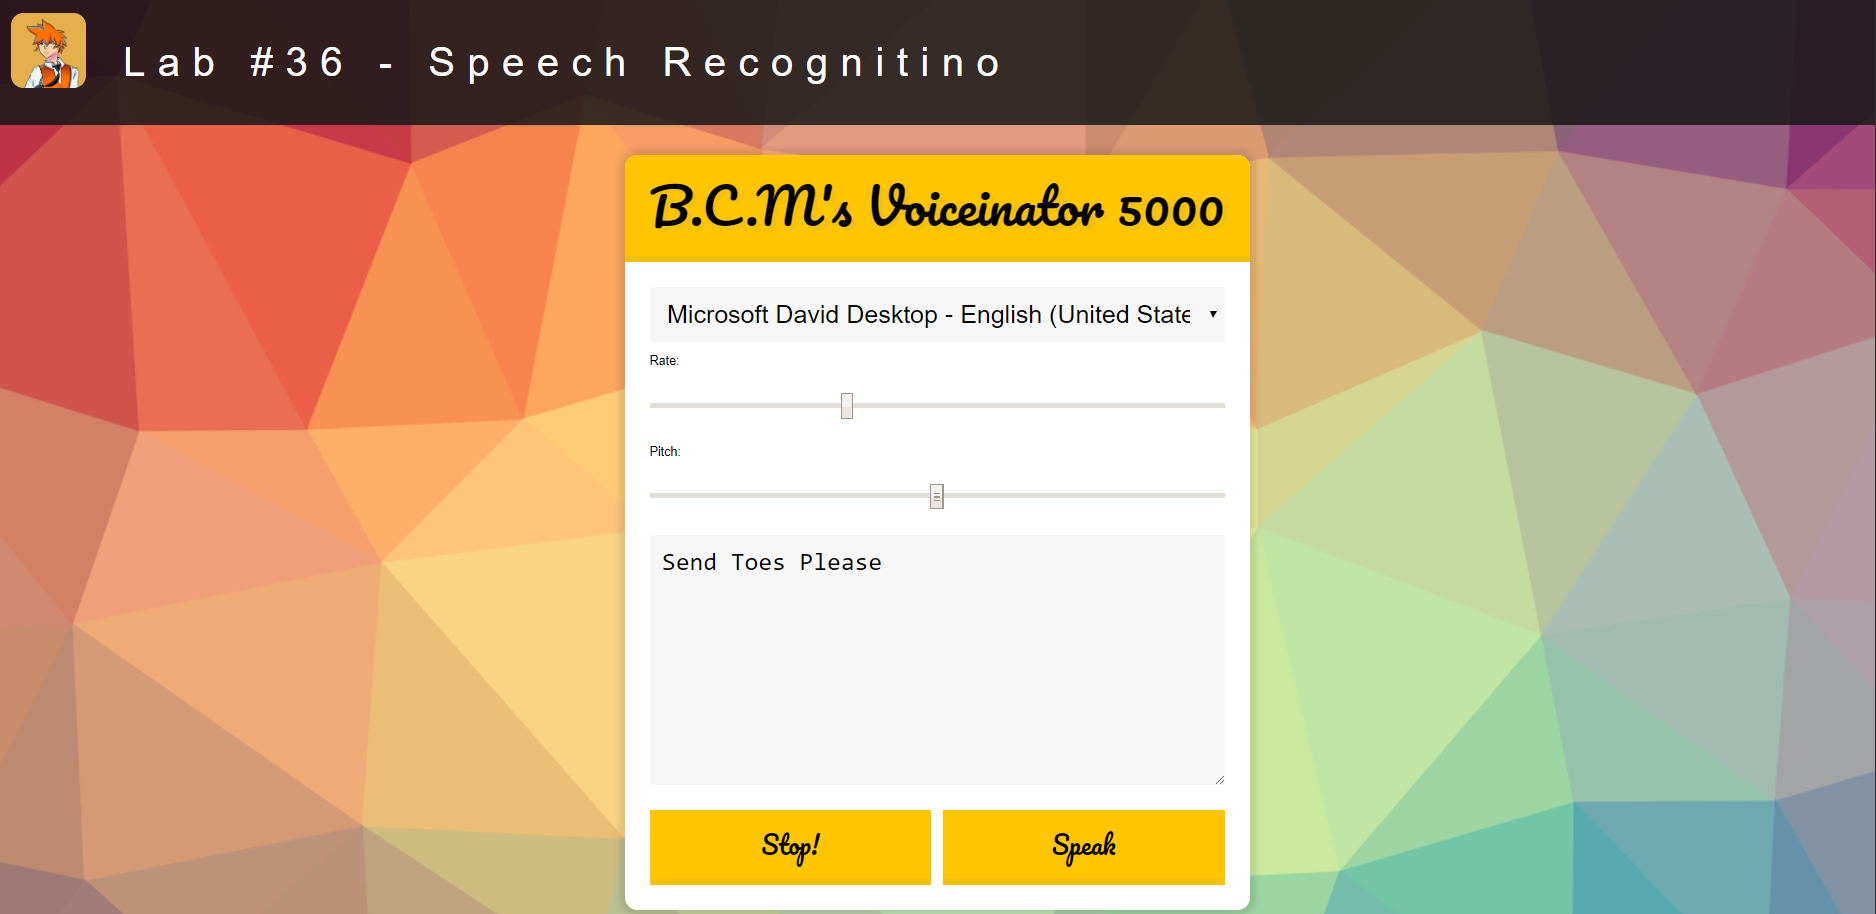 Lab #36 - Speech Recognitino
B.C.M's Voiceinator 5000
Microsoft David Desktop - English (United State
Rate:
Pitch:
Send Toes Please
Stop!
Speak